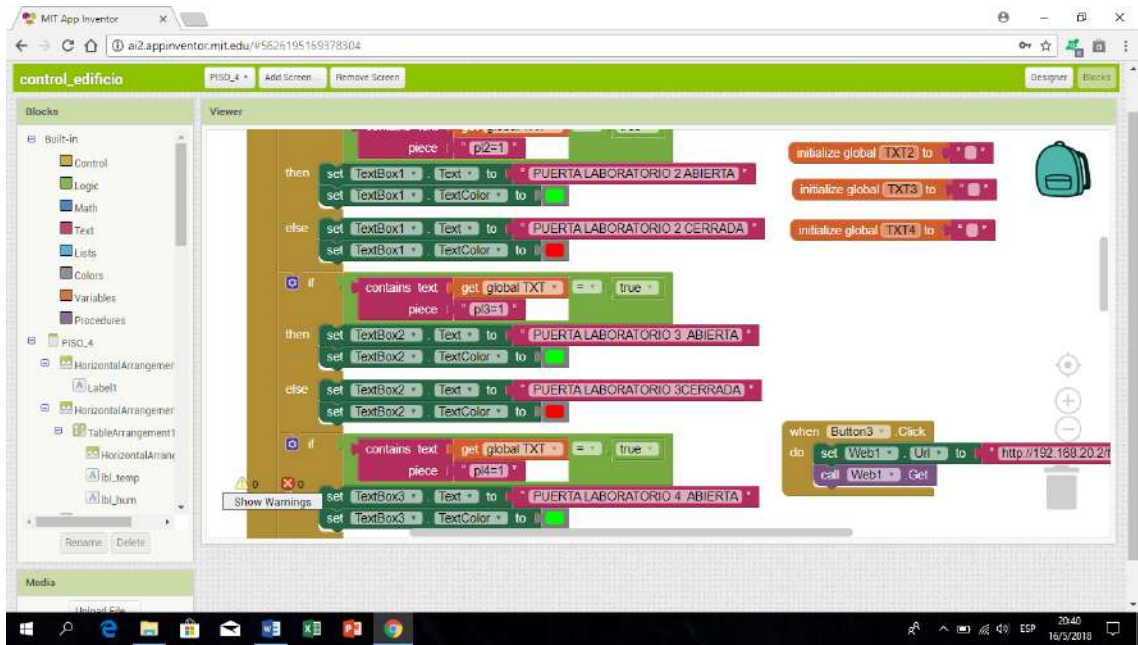 MIT App Inventor
ai2.appinventor.mit.edu/#5626195169378304
control_edificio
PISO_4
Add Screen ...
Remove Screen
Designer
Blocks
Blocks
Viewer
Built-in
Control
Logic
Math
Text
Lists
Colors
Variables
Procedures
PISO_4
HorizontalArrangemer
Label1
HorizontalArrangemer
TableArrangement1
HorizontalArrang
lbl_temp
lbl_hum
Rename
Delete
Media
Upload File
piece " pi2=1 "
then set TextBox1 . Text to " PUERTA LABORATORIO 2 ABIERTA "
set TextBox1 . TextColor to
else set TextBox1 . Text to " PUERTA LABORATORIO 2 CERRADA "
set TextBox1 . TextColor to
if contains text get global TXT = true
piece " pl3=1 "
then set TextBox2 . Text to " PUERTA LABORATORIO 3 ABIERTA "
set TextBox2 . TextColor to
else set TextBox2 . Text to " PUERTA LABORATORIO 3CERRADA "
set TextBox2 . TextColor to
if contains text get global TXT = true
piece " pl4=1 "
set TextBox3 . Text to " PUERTA LABORATORIO 4 ABIERTA "
set TextBox3 . TextColor to
0 0
Show Warnings
initialize global TXT2 to " "
initialize global TXT3 to " "
initialize global TXT4 to " "
when Button3 . Click
do set Web1 . Url to " http://192.168.20.2/
call Web1 . Get
ESP
20:40
16/5/2018